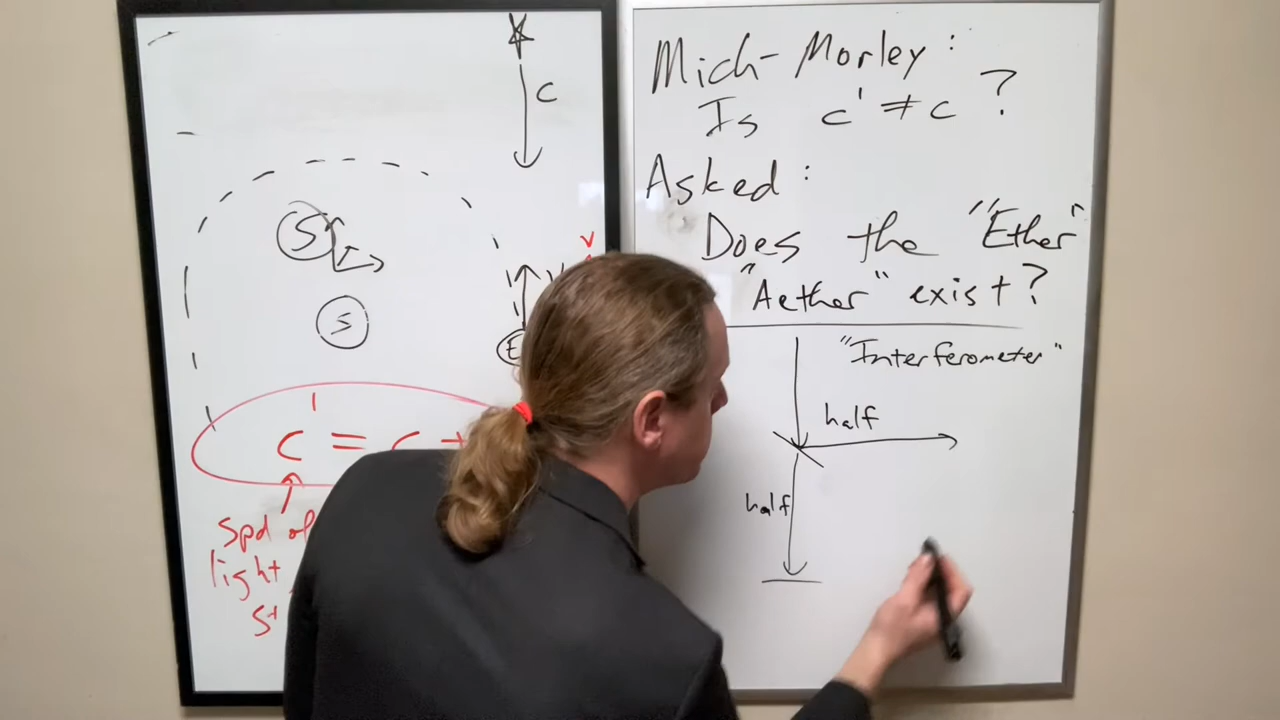 C
S
S
V
E
c' = c +
Spd of
light
St
Mich-Morley:
Is c' ≠ c ?
Asked:
Does the "Ether"
"Aether" exist?
"Interferometer"
half
half